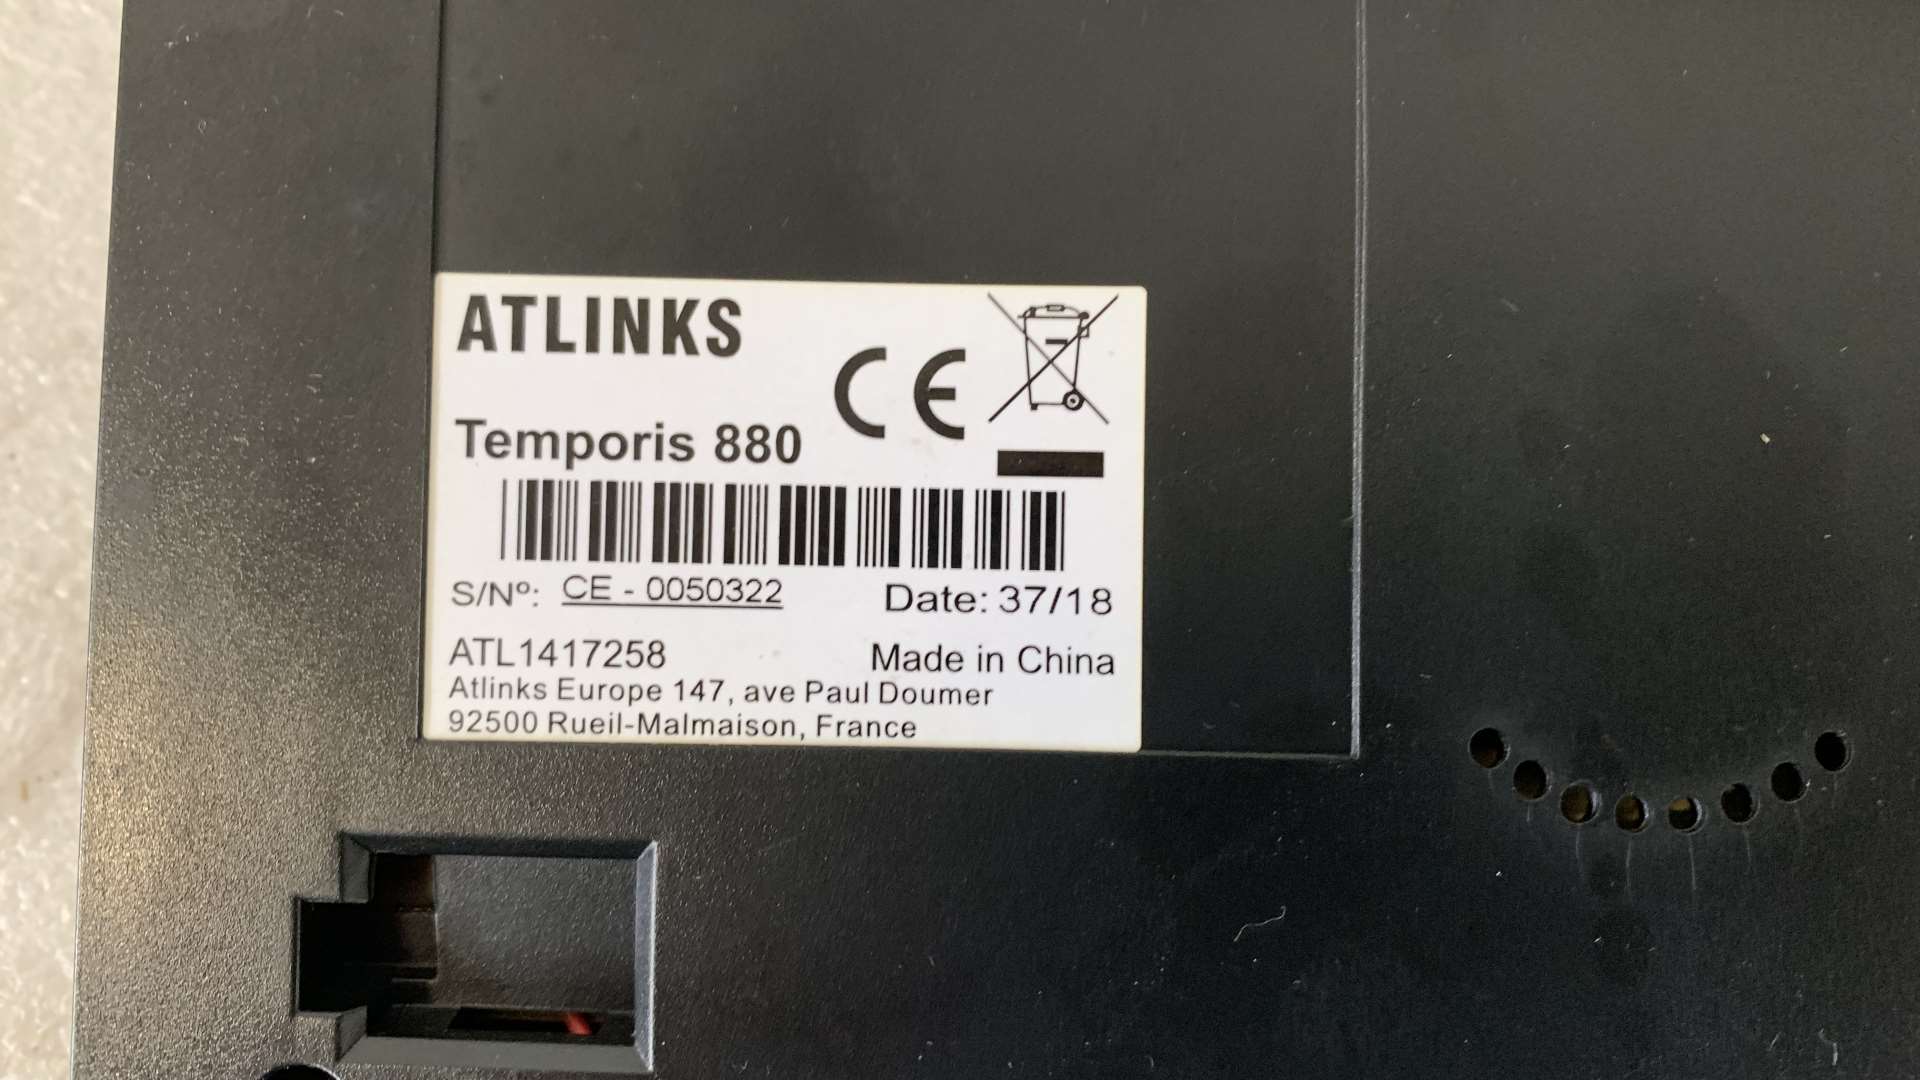 ATLINKS
CE
Temporis 880
S/Nº: CE - 0050322 Date: 37/18
ATL1417258 Made in China
Atlinks Europe 147, ave Paul Doumer
92500 Rueil-Malmaison, France